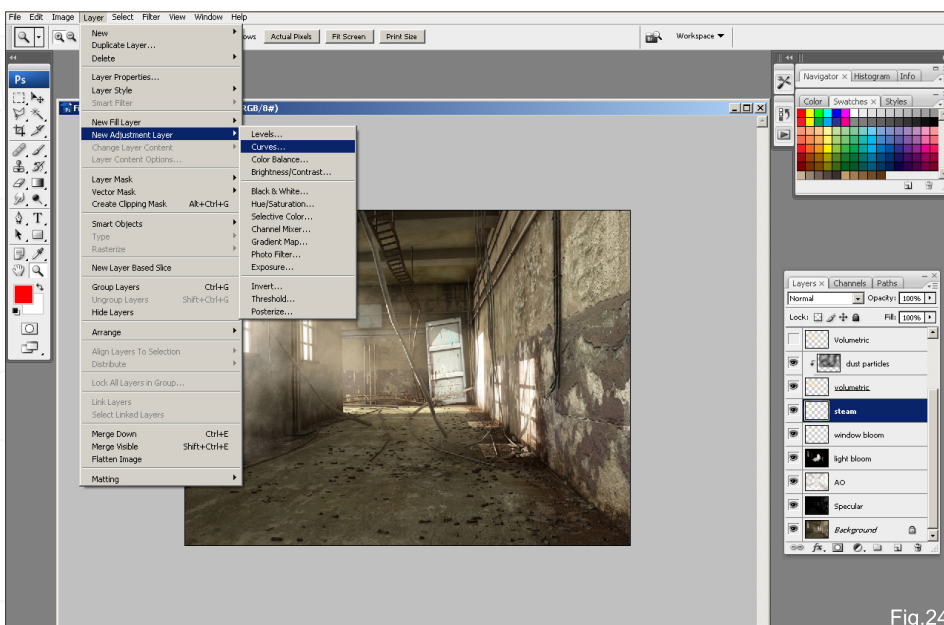 File Edit Image Layer Select Filter View Window Help
Actual Pixels Fit Screen Print Size
Workspace
New
Duplicate Layer...
Delete
Layer Properties...
Layer Style
Smart Filter
New Fill Layer
New Adjustment Layer
Change Layer Content
Layer Content Options...
Layer Mask
Vector Mask
Create Clipping Mask Alt+Ctrl+G
Smart Objects
Type
Rasterize
New Layer Based Slice
Group Layers Ctrl+G
Ungroup Layers Shift+Ctrl+G
Hide Layers
Arrange
Align Layers To Selection
Distribute
Lock All Layers in Group...
Link Layers
Select Linked Layers
Merge Down Ctrl+E
Merge Visible Shift+Ctrl+E
Flatten Image
Matting
Levels...
Curves...
Color Balance...
Brightness/Contrast...
Black & White...
Hue/Saturation...
Selective Color...
Channel Mixer...
Gradient Map...
Photo Filter...
Exposure...
Invert...
Threshold...
Posterize...
Ps
RGB/8#)
Navigator × Histogram Info
Color Swatches × Styles
Layers × Channels Paths
Normal Opacity: 100%
Lock: Fill: 100%
Volumetric
dust particles
volumetric
steam
window bloom
light bloom
AO
Specular
Background
Fig.24